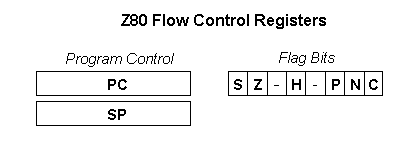 Z80 Flow Control Registers
Program Control
Flag Bits
PC
S Z - H - P N C
SP